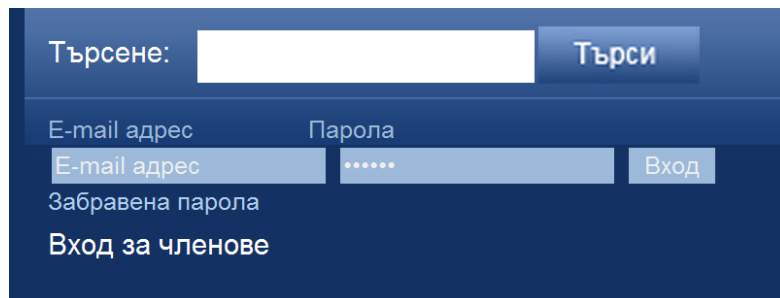 Търсене: Търси
E-mail адрес Парола
E-mail адрес •••••• Вход
Забравена парола
Вход за членове